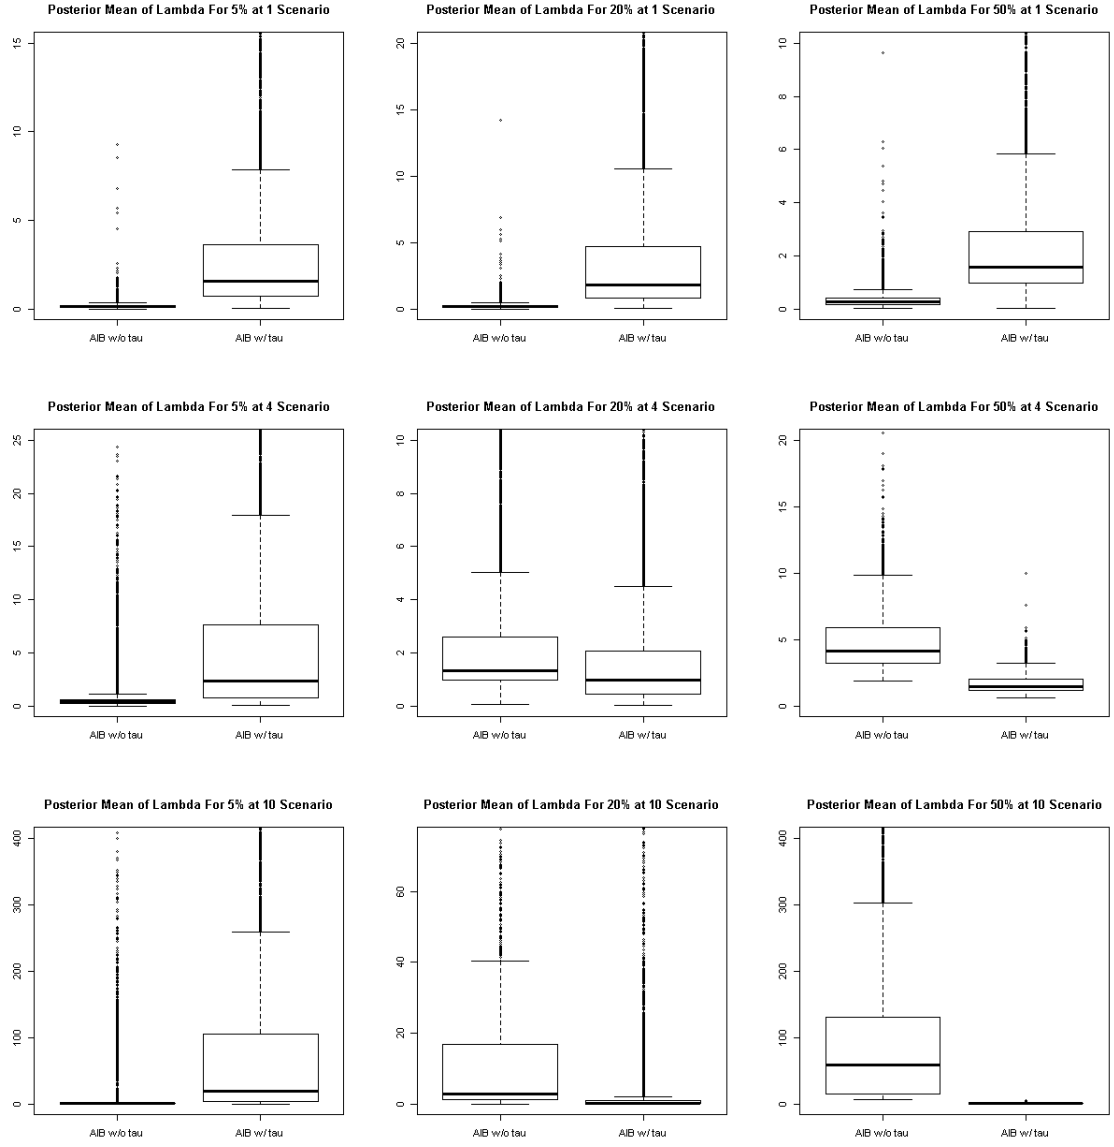 Posterior Mean of Lambda For 5% at 1 Scenario
15
10
5
0
AIB w/o tau
AIB w/ tau
Posterior Mean of Lambda For 20% at 1 Scenario
20
15
10
5
0
AIB w/o tau
AIB w/ tau
Posterior Mean of Lambda For 50% at 1 Scenario
10
8
6
4
2
0
AIB w/o tau
AIB w/ tau
Posterior Mean of Lambda For 5% at 4 Scenario
25
20
15
10
5
0
AIB w/o tau
AIB w/ tau
Posterior Mean of Lambda For 20% at 4 Scenario
10
8
6
4
2
0
AIB w/o tau
AIB w/ tau
Posterior Mean of Lambda For 50% at 4 Scenario
20
15
10
5
0
AIB w/o tau
AIB w/ tau
Posterior Mean of Lambda For 5% at 10 Scenario
400
300
200
100
0
AIB w/o tau
AIB w/ tau
Posterior Mean of Lambda For 20% at 10 Scenario
60
40
20
0
AIB w/o tau
AIB w/ tau
Posterior Mean of Lambda For 50% at 10 Scenario
400
300
200
100
0
AIB w/o tau
AIB w/ tau